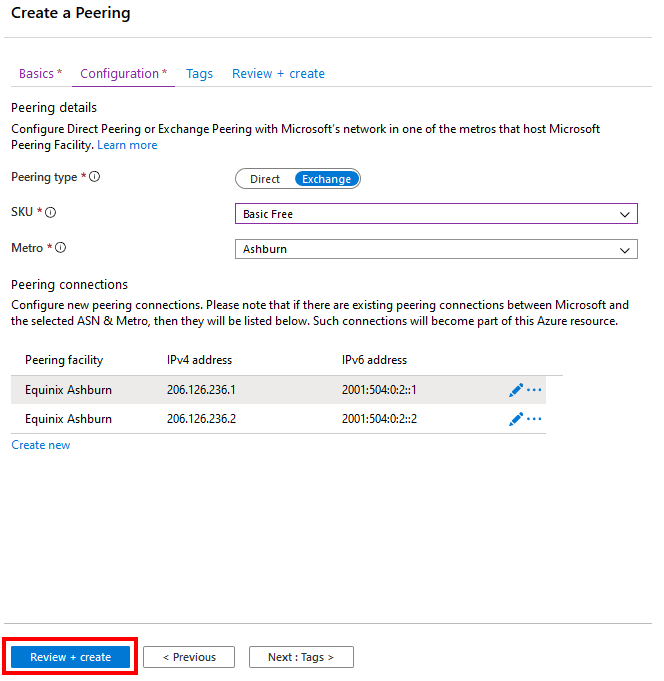 Create a Peering
Basics * Configuration * Tags Review + create
Peering details
Configure Direct Peering or Exchange Peering with Microsoft's network in one of the metros that host Microsoft
Peering Facility. Learn more
Peering type * Direct Exchange
SKU * Basic Free
Metro * Ashburn
Peering connections
Configure new peering connections. Please note that if there are existing peering connections between Microsoft and
the selected ASN & Metro, then they will be listed below. Such connections will become part of this Azure resource.
Peering facility IPv4 address IPv6 address
Equinix Ashburn 206.126.236.1 2001:504:0:2::1
Equinix Ashburn 206.126.236.2 2001:504:0:2::2
Create new
Review + create < Previous Next : Tags >